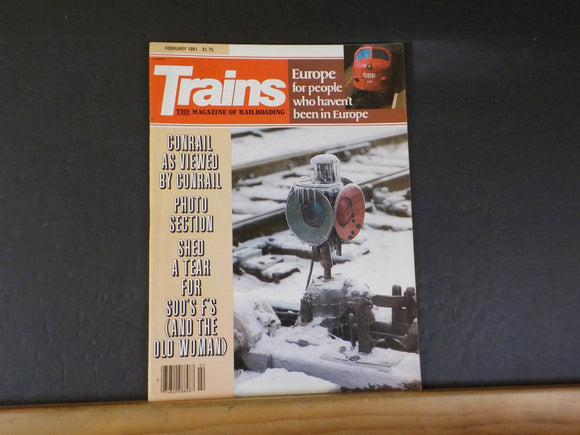 FEBRUARY 1981 $1.75
Trains
THE MAGAZINE OF RAILROADING
Europe
for people
who haven't
been in Europe
DSB
CONRAIL
AS VIEWED
BY CONRAIL
PHOTO
SECTION
SHED
A TEAR
FOR
SOO'S F'S
(AND THE
OLD WOMAN)